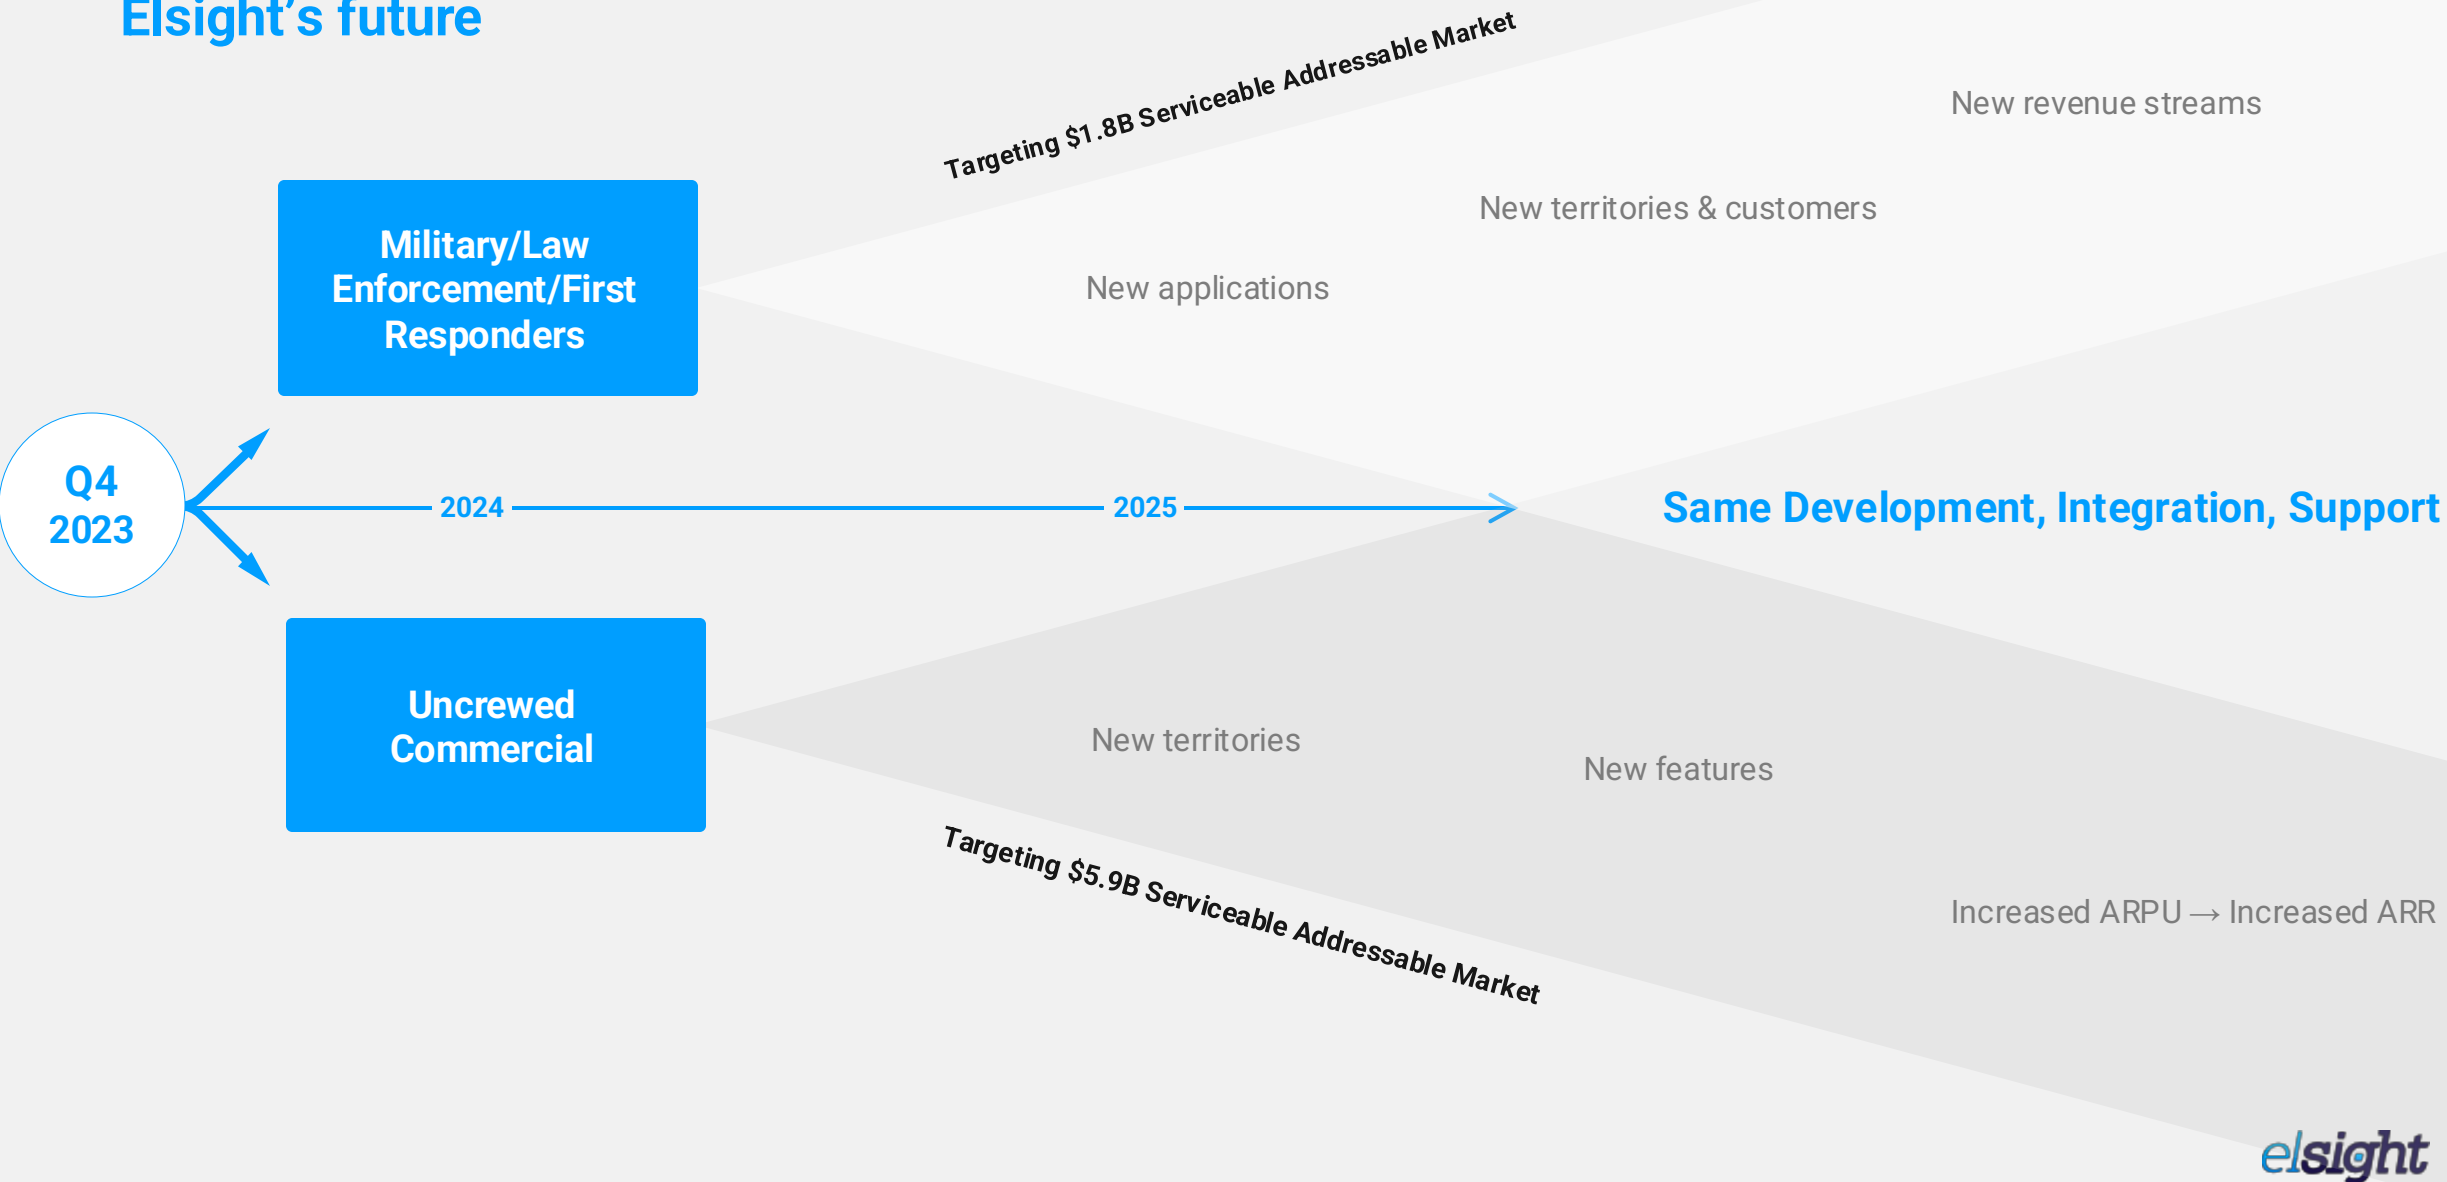 Elsight’s future
Targeting $1.8B Serviceable Addressable Market
New revenue streams
New territories & customers
New applications
Military/Law
Enforcement/First
Responders
Q4
2023
2024
2025
Same Development, Integration, Support
Uncrewed
Commercial
New territories
New features
Targeting $5.9B Serviceable Addressable Market
Increased ARPU → Increased ARR
elsight